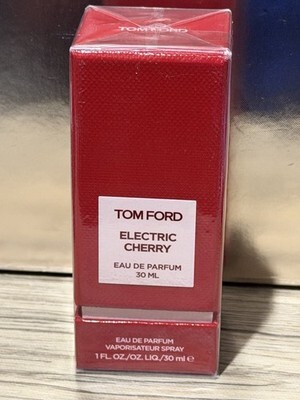 TOM FORD
TOM FORD
ELECTRIC
CHERRY
EAU DE PARFUM
30 ML
EAU DE PARFUM
VAPORISATEUR SPRAY
1 FL. OZ./OZ. LIQ./30 ml ℮